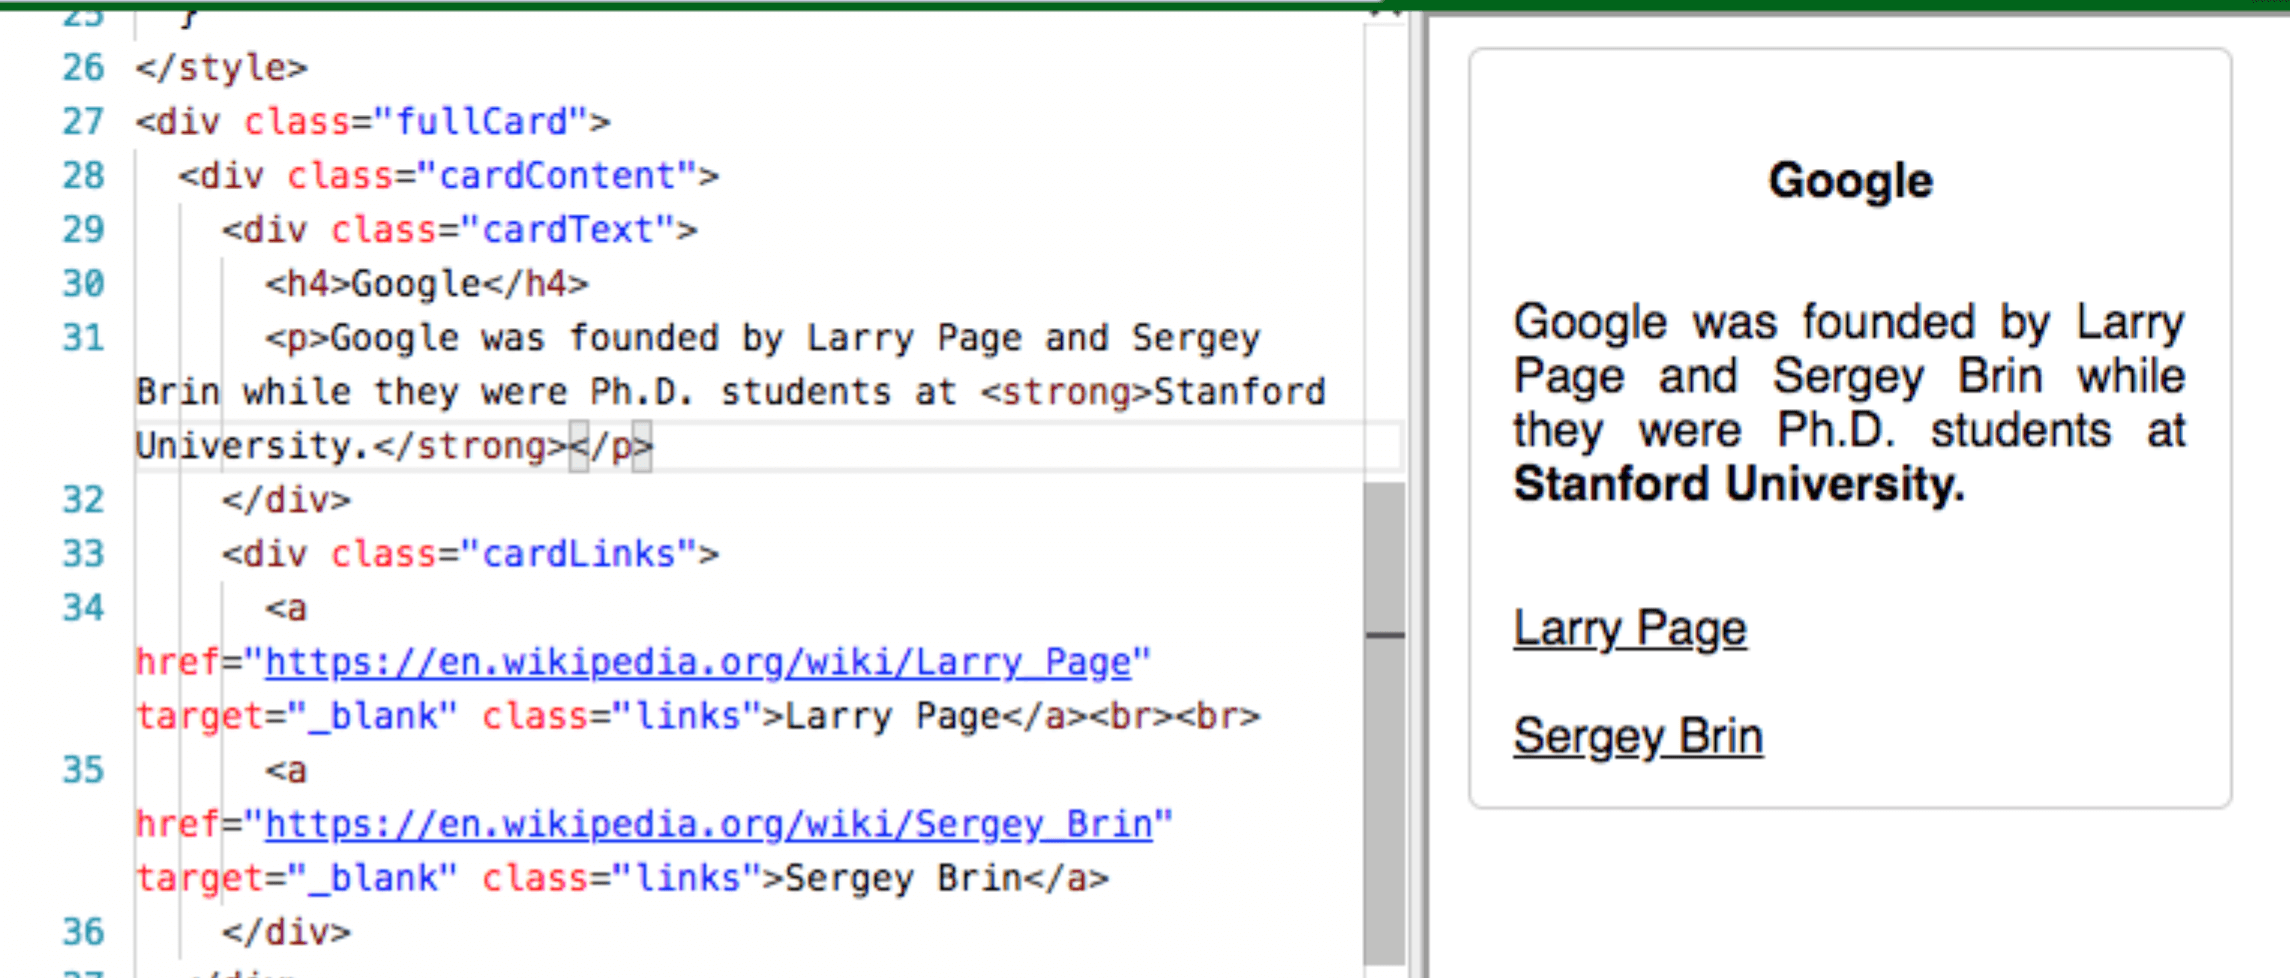 25 }
26 </style>
27 <div class="fullCard">
28 <div class="cardContent">
29 <div class="cardText">
30 <h4>Google</h4>
31 <p>Google was founded by Larry Page and Sergey
Brin while they were Ph.D. students at <strong>Stanford
University.</strong></p>
32 </div>
33 <div class="cardLinks">
34 <a
href="https://en.wikipedia.org/wiki/Larry_Page"
target="_blank" class="links">Larry Page</a><br><br>
35 <a
href="https://en.wikipedia.org/wiki/Sergey_Brin"
target="_blank" class="links">Sergey Brin</a>
36 </div>
37 </div>
Google
Google was founded by Larry
Page and Sergey Brin while
they were Ph.D. students at
Stanford University.
Larry Page
Sergey Brin